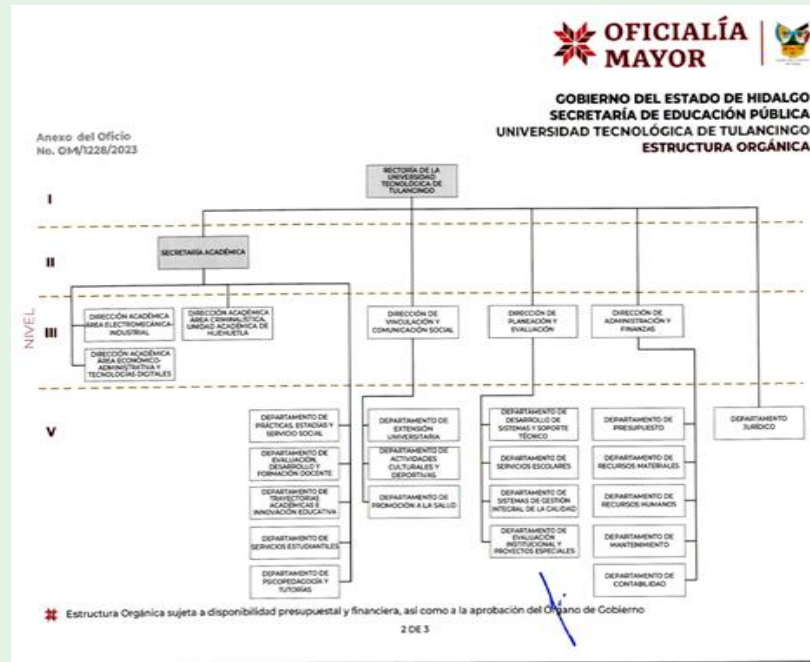 OFICIALÍA
MAYOR
GOBIERNO DEL ESTADO DE HIDALGO
SECRETARÍA DE EDUCACIÓN PÚBLICA
UNIVERSIDAD TECNOLÓGICA DE TULANCINGO
ESTRUCTURA ORGÁNICA
Anexo del Oficio
No. OM/1228/2023
RECTORÍA DE LA
UNIVERSIDAD
TECNOLÓGICA DE
TULANCINGO
I
SECRETARÍA ACADÉMICA
II
NIVEL
III
DIRECCIÓN ACADÉMICA
ÁREA ELECTROMECÁNICA-
INDUSTRIAL
DIRECCIÓN ACADÉMICA
ÁREA ECONÓMICO-
ADMINISTRATIVA Y
TECNOLOGÍAS DIGITALES
DIRECCIÓN ACADÉMICA
ÁREA CRIMINALÍSTICA,
UNIDAD ACADÉMICA DE
HUEHUETLA
DIRECCIÓN DE
VINCULACIÓN Y
COMUNICACIÓN SOCIAL
DIRECCIÓN DE
PLANEACIÓN Y
EVALUACIÓN
DIRECCIÓN DE
ADMINISTRACIÓN Y
FINANZAS
V
DEPARTAMENTO DE
PRÁCTICAS, ESTADÍAS Y
SERVICIO SOCIAL
DEPARTAMENTO DE
EVALUACIÓN,
DESARROLLO Y
FORMACIÓN DOCENTE
DEPARTAMENTO DE
TRAYECTORIAS
ACADÉMICAS E
INNOVACIÓN EDUCATIVA
DEPARTAMENTO DE
SERVICIOS ESTUDIANTILES
DEPARTAMENTO DE
PSICOPEDAGOGÍA Y
TUTORÍAS
DEPARTAMENTO DE
EXTENSIÓN
UNIVERSITARIA
DEPARTAMENTO DE
ACTIVIDADES
CULTURALES Y
DEPORTIVAS
DEPARTAMENTO DE
PROMOCIÓN A LA SALUD
DEPARTAMENTO DE
DESARROLLO DE
SISTEMAS Y SOPORTE
TÉCNICO
DEPARTAMENTO DE
SERVICIOS ESCOLARES
DEPARTAMENTO DE
SISTEMAS DE GESTIÓN
INTEGRAL DE LA CALIDAD
DEPARTAMENTO DE
EVALUACIÓN
INSTITUCIONAL Y
PROYECTOS ESPECIALES
DEPARTAMENTO DE
PRESUPUESTO
DEPARTAMENTO DE
RECURSOS MATERIALES
DEPARTAMENTO DE
RECURSOS HUMANOS
DEPARTAMENTO DE
MANTENIMIENTO
DEPARTAMENTO DE
CONTABILIDAD
DEPARTAMENTO
JURÍDICO
Estructura Orgánica sujeta a disponibilidad presupuestal y financiera, así como a la aprobación del Órgano de Gobierno
2 DE 3